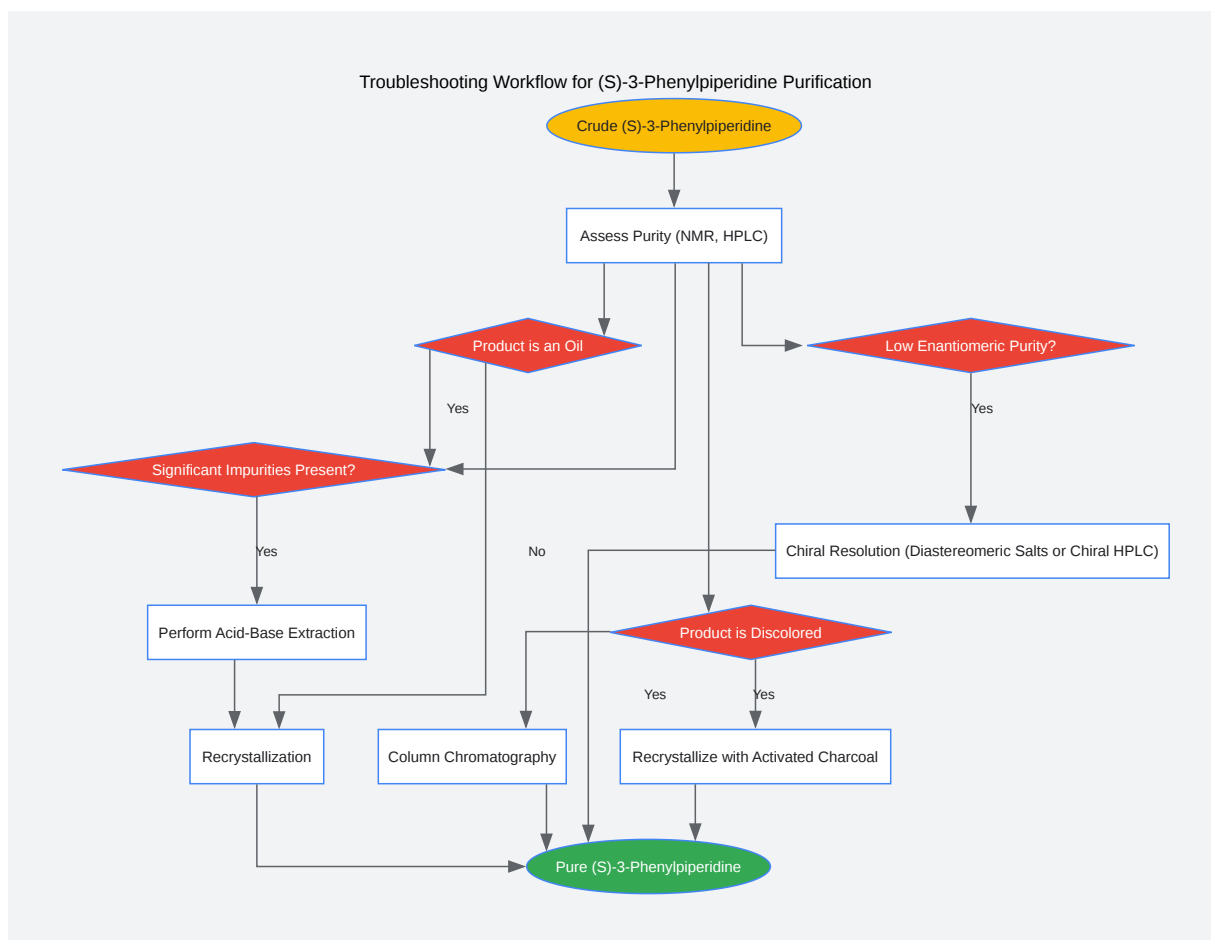 Troubleshooting Workflow for (S)-3-Phenylpiperidine Purification
Crude (S)-3-Phenylpiperidine
Assess Purity (NMR, HPLC)
Product is an Oil
Low Enantiomeric Purity?
Yes
Yes
Significant Impurities Present?
Yes
No
Chiral Resolution (Diastereomeric Salts or Chiral HPLC)
Perform Acid-Base Extraction
Product is Discolored
Yes
Yes
Recrystallization
Column Chromatography
Recrystallize with Activated Charcoal
Pure (S)-3-Phenylpiperidine